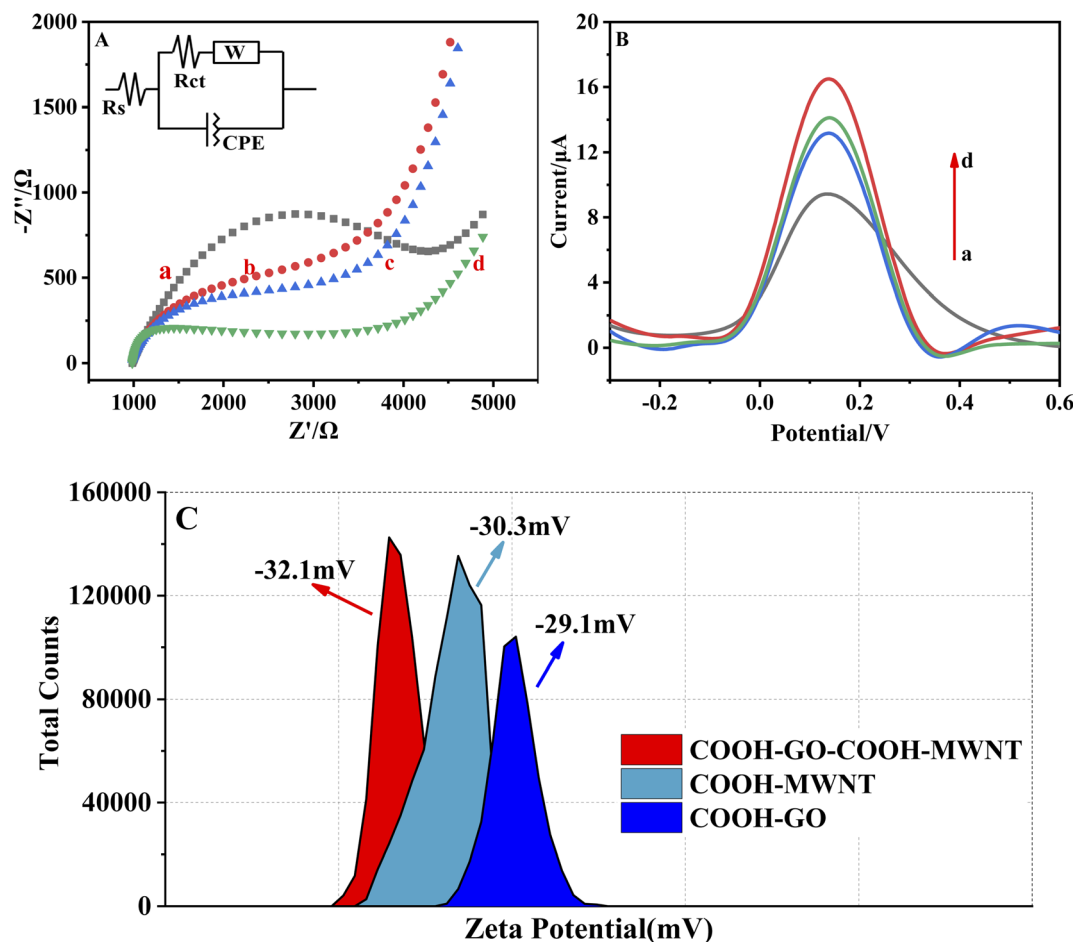 A
Rs
Rct
W
CPE
a
b
c
d
2000
1500
1000
500
0
-Z''/Ω
1000
2000
3000
4000
5000
Z'/Ω
B
d
a
20
16
12
8
4
0
Current/μA
-0.2
0.0
0.2
0.4
0.6
Potential/V
C
-32.1mV
-30.3mV
-29.1mV
160000
120000
80000
40000
0
Total Counts
COOH-GO-COOH-MWNT
COOH-MWNT
COOH-GO
Zeta Potential(mV)